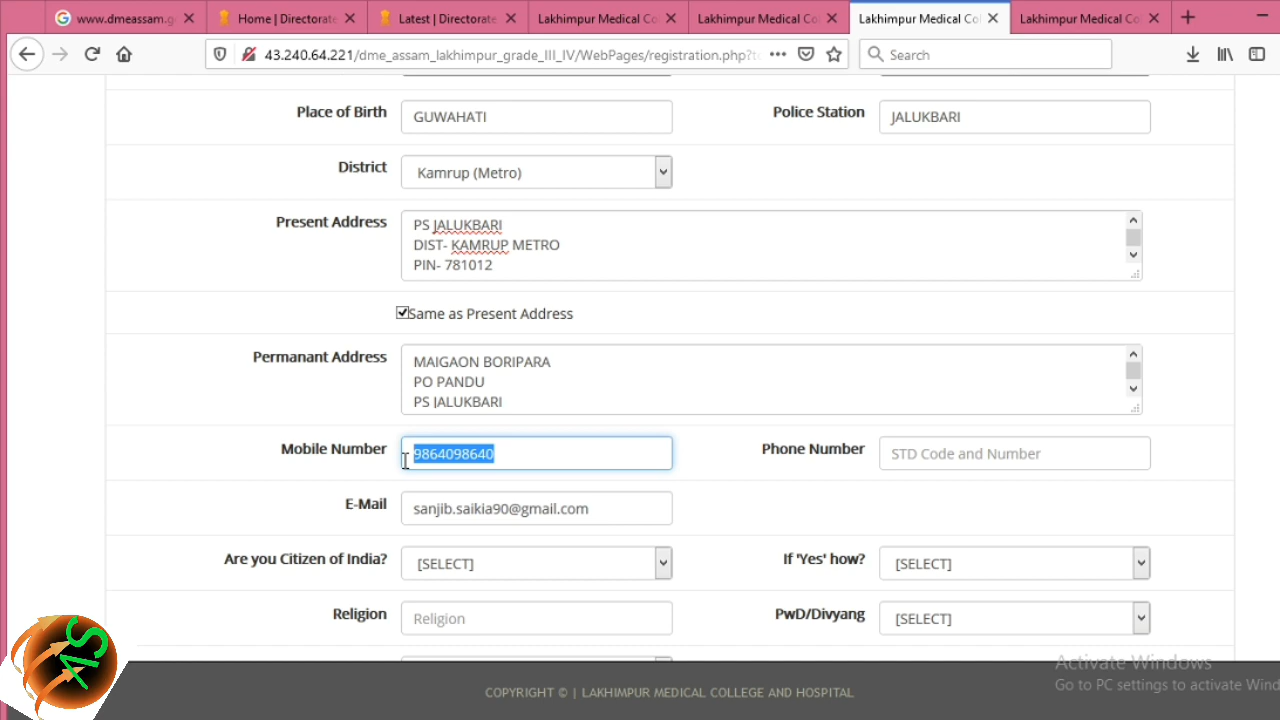 www.dmeassam.g
Home | Directorate
Latest | Directorate
Lakhimpur Medical Co
Lakhimpur Medical Co
Lakhimpur Medical Co
Lakhimpur Medical Co
43.240.64.221/dme_assam_lakhimpur_grade_III_IV/WebPages/registration.php?t
Search
Place of Birth GUWAHATI Police Station JALUKBARI
District Kamrup (Metro)
Present Address PS JALUKBARI
DIST- KAMRUP METRO
PIN- 781012
Same as Present Address
Permanant Address MAIGAON BORIPARA
PO PANDU
PS JALUKBARI
Mobile Number 9864098640 Phone Number STD Code and Number
E-Mail sanjib.saikia90@gmail.com
Are you Citizen of India? [SELECT] If 'Yes' how? [SELECT]
Religion Religion PwD/Divyang [SELECT]
Activate Windows
Go to PC settings to activate Wind
COPYRIGHT © | LAKHIMPUR MEDICAL COLLEGE AND HOSPITAL